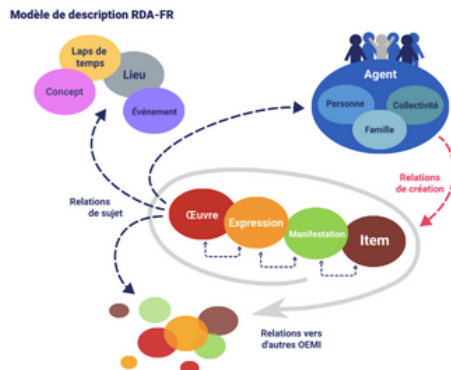 Modèle de description RDA-FR
Laps de
temps
Lieu
Concept
Événement
Agent
Personne
Collectivité
Famille
Relations
de création
Relations
de sujet
Œuvre
Expression
Manifestation
Item
Relations vers
d'autres OEMI